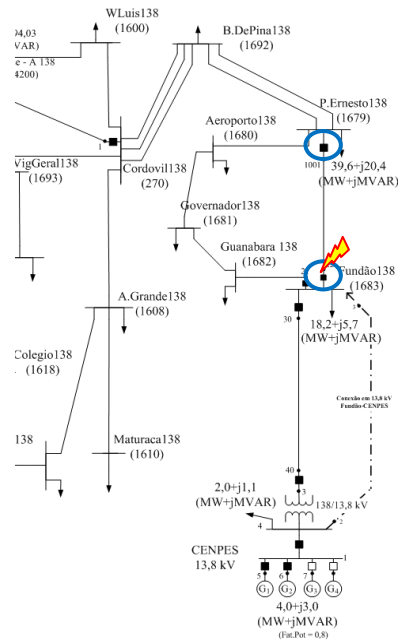 04,03
VAR)
e - A 138
4200)
WLuis138
(1600)
B.DePina138
(1692)
P.Ernesto138
(1679)
Aeroporto138
(1680)
1
1001
39,6+j20,4
(MW+jMVAR)
VigGeral138
(1693)
Cordovil138
(270)
Governador138
(1681)
Guanabara 138
(1682)
2
Fundão138
(1683)
3
30
18,2+j5,7
(MW+jMVAR)
A.Grande138
(1608)
Colegio138
(1618)
Conexão em 13,8 kV
Fundão-CENPES
138
Maturaca138
(1610)
40
3
2,0+j1,1
(MW+jMVAR)
138/13,8 kV
4
2
CENPES
13,8 kV
1
5
6
7
G1
G2
G3
G4
4,0+j3,0
(MW+jMVAR)
(Fat.Pot = 0,8)